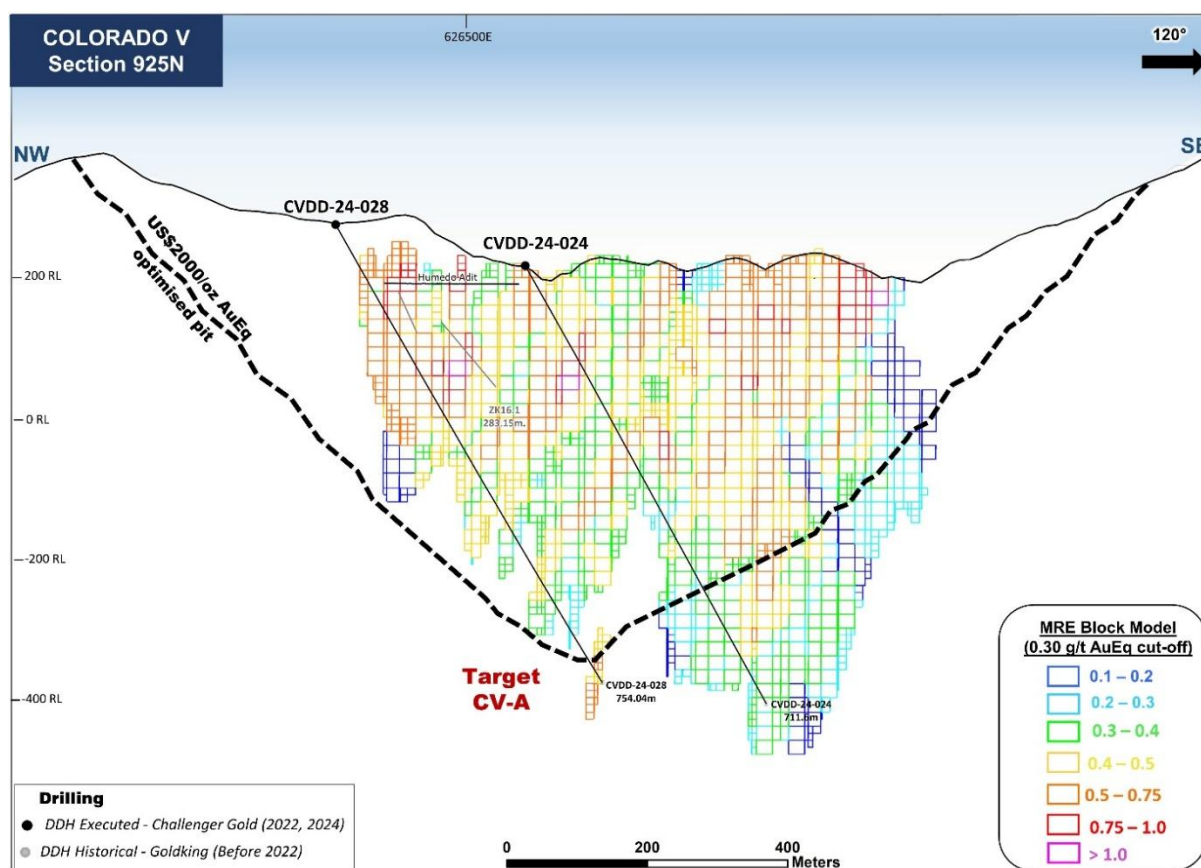 COLORADO V
Section 925N
626500E
120°
NW
SE
CVDD-24-028
CVDD-24-024
US$2000/oz AuEq
optimised pit
200 RL
Humedo Adit
ZK16.1
283.15m.
0 RL
-200 RL
-400 RL
Target
CV-A
CVDD-24-028
754.04m
CVDD-24-024
711.6m
MRE Block Model
(0.30 g/t AuEq cut-off)
0.1 – 0.2
0.2 – 0.3
0.3 – 0.4
0.4 – 0.5
0.5 – 0.75
0.75 – 1.0
> 1.0
Drilling
DDH Executed - Challenger Gold (2022, 2024)
DDH Historical - Goldking (Before 2022)
0 200 400
Meters